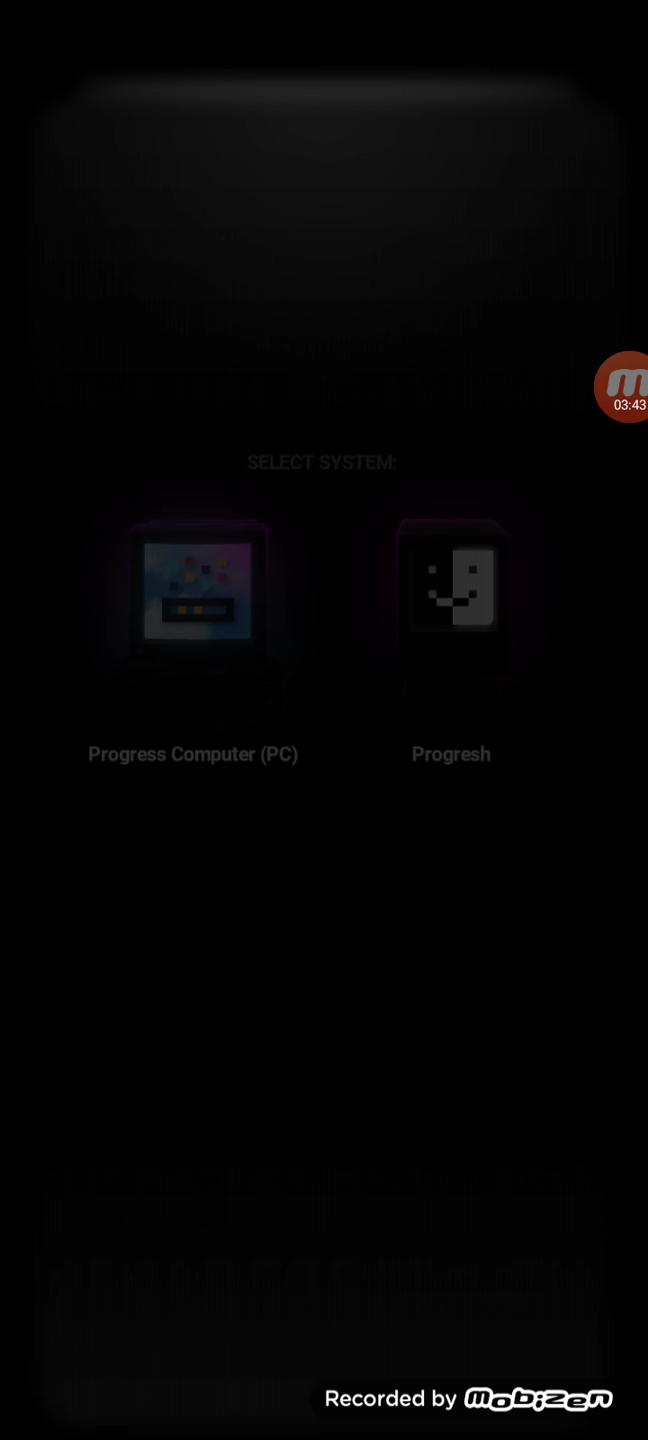 03:43
SELECT SYSTEM:
Progress Computer (PC)
Progresh
Recorded by mobizen